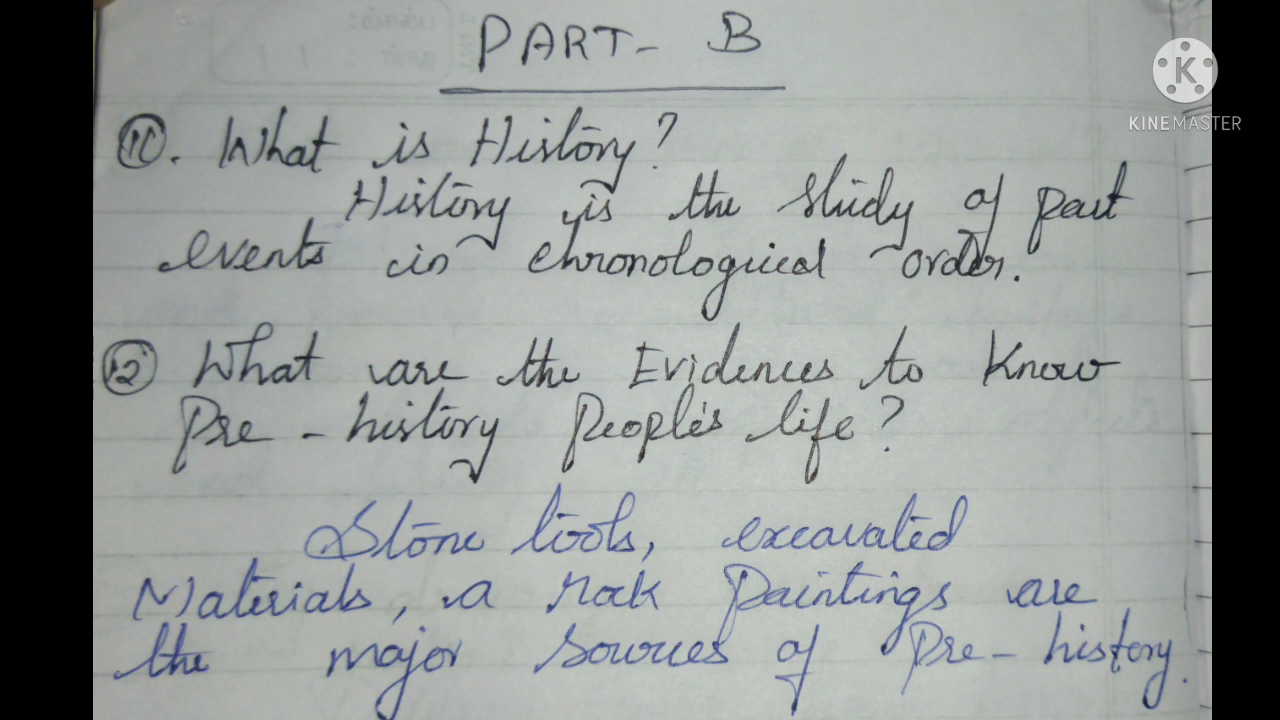 PART - B
11. What is History?
History is the study of past
events in chronological order.
12 What are the Evidences to Know
Pre - history People's life?
Stone tools, excavated
Materials, a rock Paintings are
the major sources of Pre - history.
K
KINEMASTER